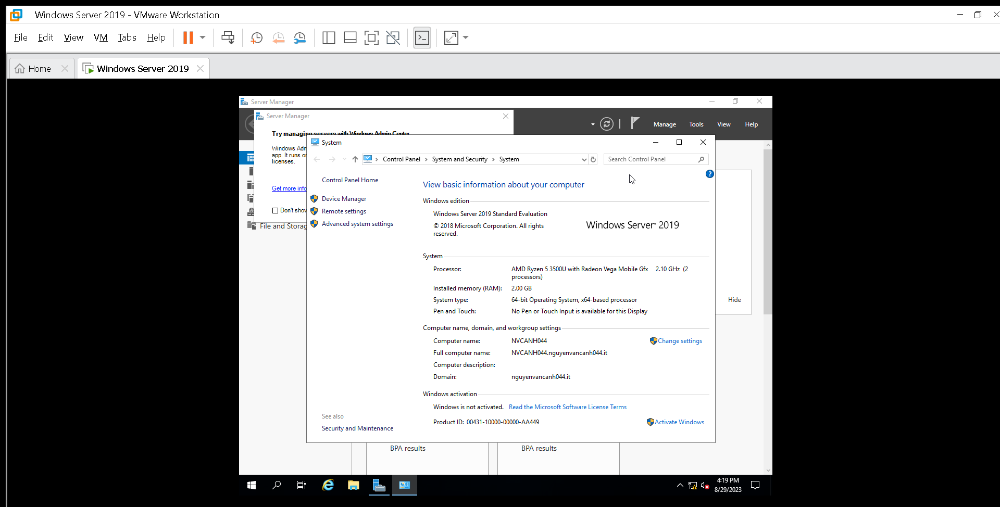 Windows Server 2019 - VMware Workstation
File Edit View VM Tabs Help
Home
Windows Server 2019
Server Manager
Server Manager
Manage Tools View Help
Try managing servers with Windows Admin Center
Windows Adm
app. It runs o
licenses.
Get more info
Don't show
File and Storag
System
Control Panel › System and Security › System
Search Control Panel
Control Panel Home
Device Manager
Remote settings
Advanced system settings
View basic information about your computer
Windows edition
Windows Server 2019 Standard Evaluation
© 2018 Microsoft Corporation. All rights
reserved.
Windows Server® 2019
System
Processor: AMD Ryzen 5 3500U with Radeon Vega Mobile Gfx 2.10 GHz (2
processors)
Installed memory (RAM): 2.00 GB
System type: 64-bit Operating System, x64-based processor
Pen and Touch: No Pen or Touch Input is available for this Display
Computer name, domain, and workgroup settings
Computer name: NVCANH044
Change settings
Full computer name: NVCANH044.nguyenvancanh044.it
Computer description:
Domain: nguyenvancanh044.it
Windows activation
Windows is not activated. Read the Microsoft Software License Terms
Product ID: 00431-10000-00000-AA449
Activate Windows
See also
Security and Maintenance
Hide
BPA results
BPA results
4:19 PM
8/29/2023